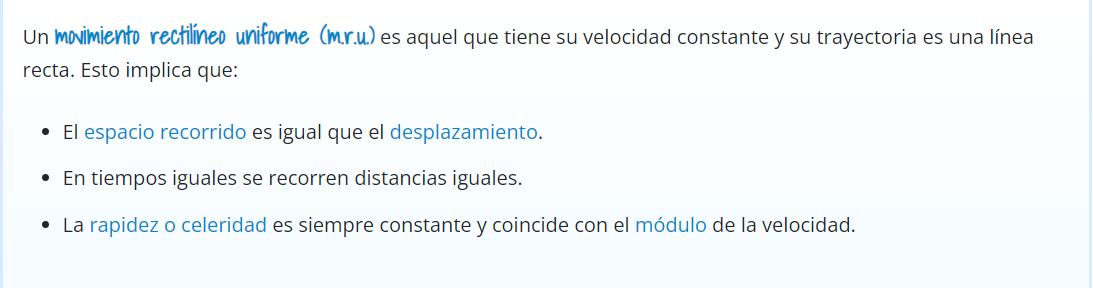 Un movimiento rectilíneo uniforme (m.r.u.) es aquel que tiene su velocidad constante y su trayectoria es una línea
recta. Esto implica que:
• El espacio recorrido es igual que el desplazamiento.
• En tiempos iguales se recorren distancias iguales.
• La rapidez o celeridad es siempre constante y coincide con el módulo de la velocidad.